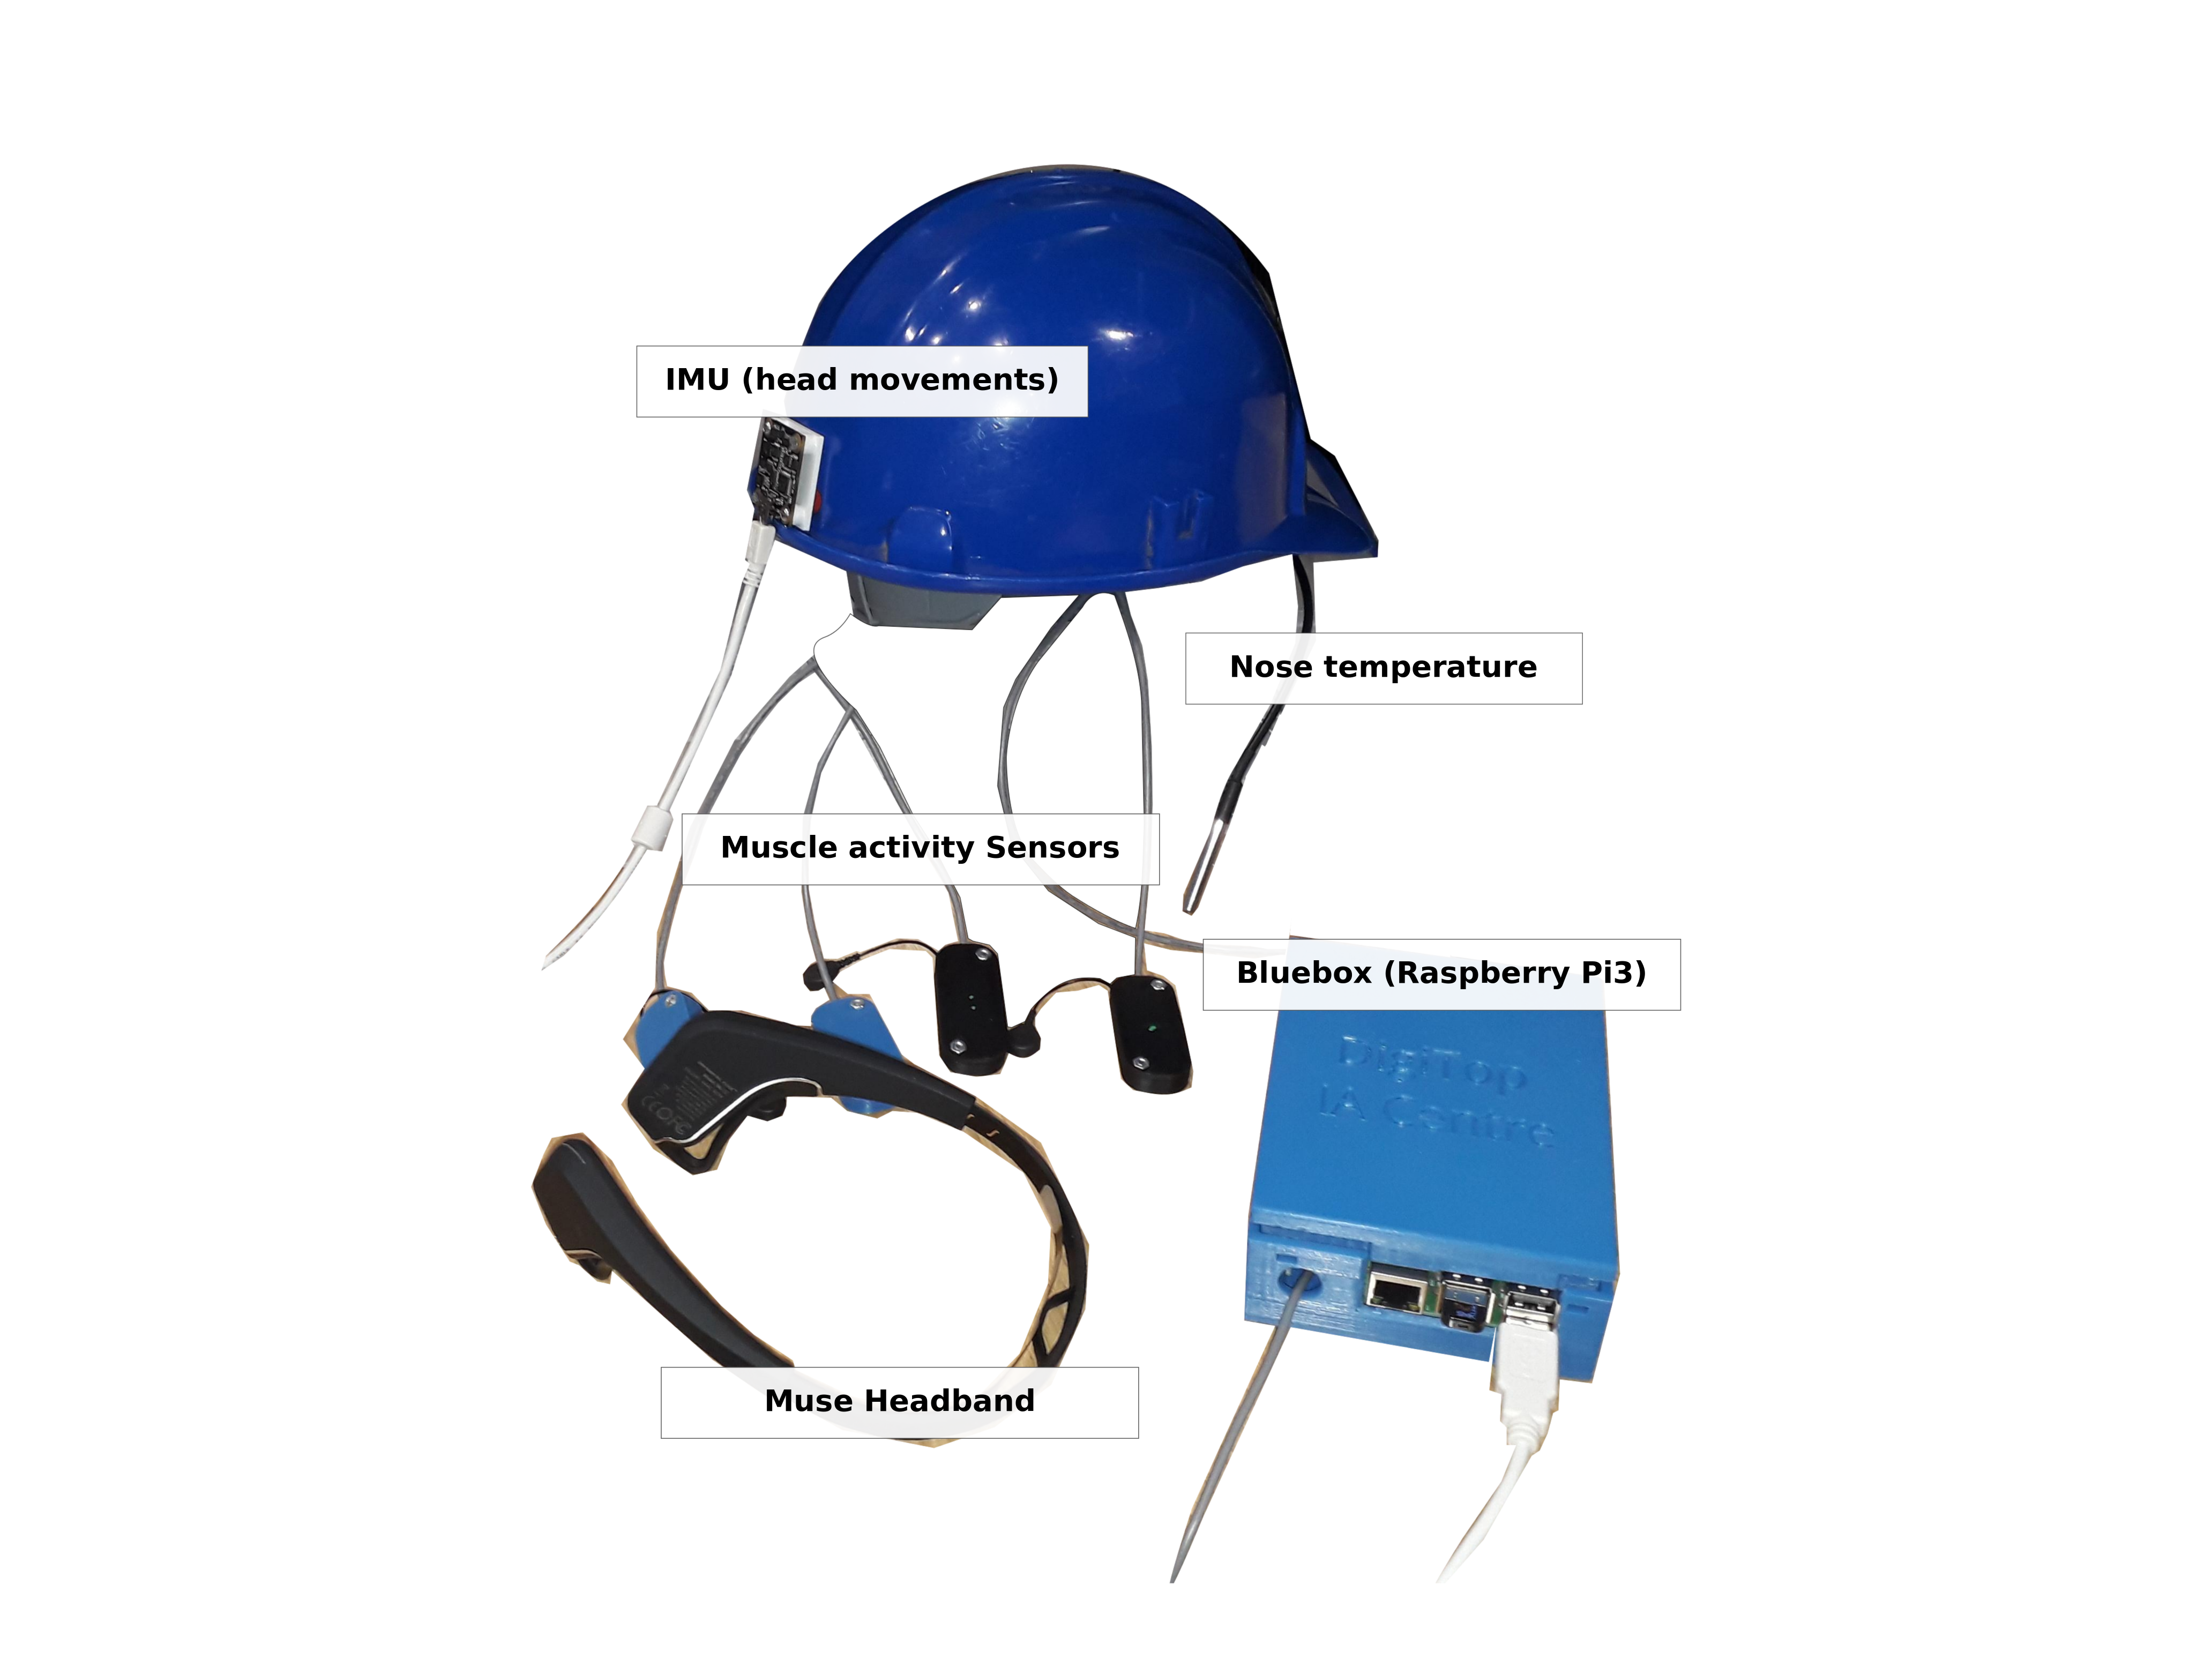 IMU (head movements)
Nose temperature
Muscle activity Sensors
Bluebox (Raspberry Pi3)
DigiTop
IA Centre
Muse Headband